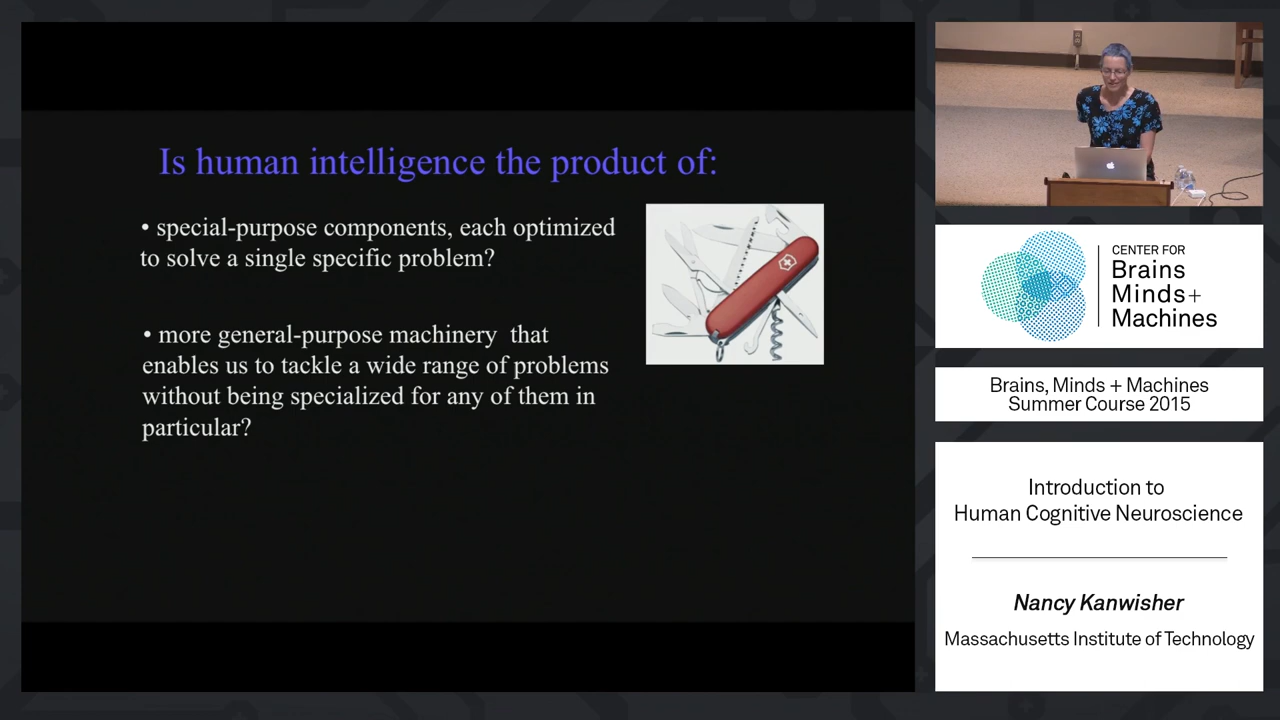 Is human intelligence the product of:
• special-purpose components, each optimized
to solve a single specific problem?
• more general-purpose machinery that
enables us to tackle a wide range of problems
without being specialized for any of them in
particular?
CENTER FOR
Brains
Minds+
Machines
Brains, Minds + Machines
Summer Course 2015
Introduction to
Human Cognitive Neuroscience
Nancy Kanwisher
Massachusetts Institute of Technology